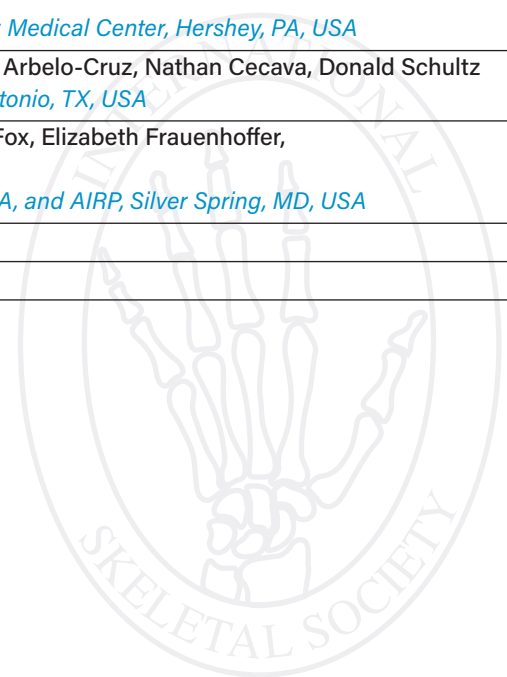 Medical Center, Hershey, PA, USA
Arbelo-Cruz, Nathan Cecava, Donald Schultz
tonio, TX, USA
Fox, Elizabeth Frauenhoffer,
A, and AIRP, Silver Spring, MD, USA
INTERNATIONAL
SKELETAL SOCIETY